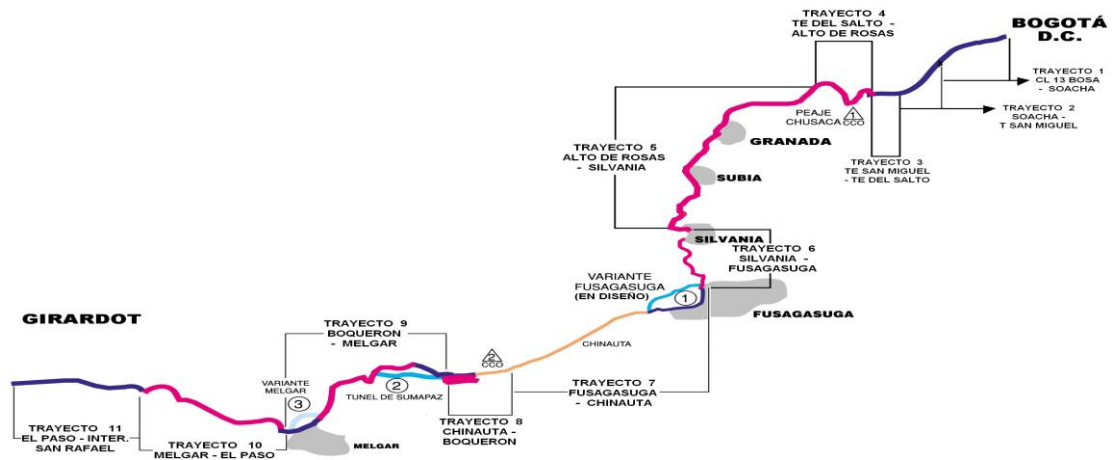 TRAYECTO 4
TE DEL SALTO -
ALTO DE ROSAS
BOGOTÁ
D.C.
TRAYECTO 1
CL 13 BOSA
- SOACHA
PEAJE
CHUSACA
1
CCO
TRAYECTO 2
SOACHA -
T SAN MIGUEL
GRANADA
TRAYECTO 5
ALTO DE ROSAS
- SILVANIA
TRAYECTO 3
TE SAN MIGUEL
- TE DEL SALTO
SUBIA
SILVANIA
TRAYECTO 6
SILVANIA -
FUSAGASUGA
VARIANTE
FUSAGASUGA
(EN DISEÑO)
1
FUSAGASUGA
GIRARDOT
TRAYECTO 9
BOQUERON
- MELGAR
CHINAUTA
2
CCO
VARIANTE
MELGAR
3
2
TUNEL DE SUMAPAZ
TRAYECTO 7
FUSAGASUGA
- CHINAUTA
TRAYECTO 8
CHINAUTA -
BOQUERON
TRAYECTO 11
EL PASO - INTER.
SAN RAFAEL
TRAYECTO 10
MELGAR - EL PASO
MELGAR